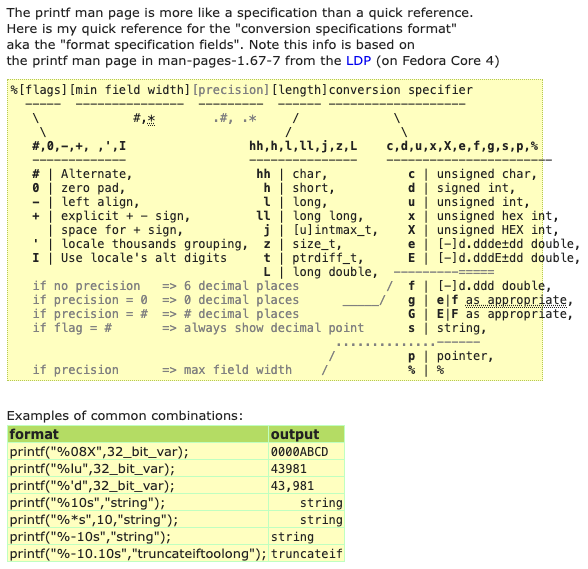 The printf man page is more like a specification than a quick reference.
Here is my quick reference for the "conversion specifications format"
aka the "format specification fields". Note this info is based on
the printf man page in man-pages-1.67-7 from the LDP (on Fedora Core 4)
%[flags][min field width][precision][length]conversion specifier
-----  ---------------  ---------  ------ -------------------
\             #,*        .#, .*     /             \
\                                 /               \
#,0,-,+, ,',I                 hh,h,l,ll,j,z,L    c,d,u,x,X,e,f,g,s,p,%
-------------                 ---------------    -----------------------
# | Alternate,                 hh | char,           c | unsigned char,
0 | zero pad,                   h | short,          d | signed int,
- | left align,                 l | long,           u | unsigned int,
+ | explicit + - sign,         ll | long long,      x | unsigned hex int,
  | space for + sign,           j | [u]intmax_t,    X | unsigned HEX int,
' | locale thousands grouping,  z | size_t,         e | [-]d.ddde±dd double,
I | Use locale's alt digits     t | ptrdiff_t,      E | [-]d.dddE±dd double,
L | long double,  ---------=====
if no precision   => 6 decimal places            /  f | [-]d.ddd double,
if precision = 0  => 0 decimal places      _____/   g | e|f as appropriate,
if precision = #  => # decimal places               G | E|F as appropriate,
if flag = #       => always show decimal point      s | string,
..............------
/          p | pointer,
if precision      => max field width    /           % | %
Examples of common combinations:
format output
printf("%08X",32_bit_var); 0000ABCD
printf("%lu",32_bit_var); 43981
printf("%'d",32_bit_var); 43,981
printf("%10s","string"); string
printf("%*s",10,"string"); string
printf("%-10s","string"); string
printf("%-10.10s","truncateiftoolong"); truncateif